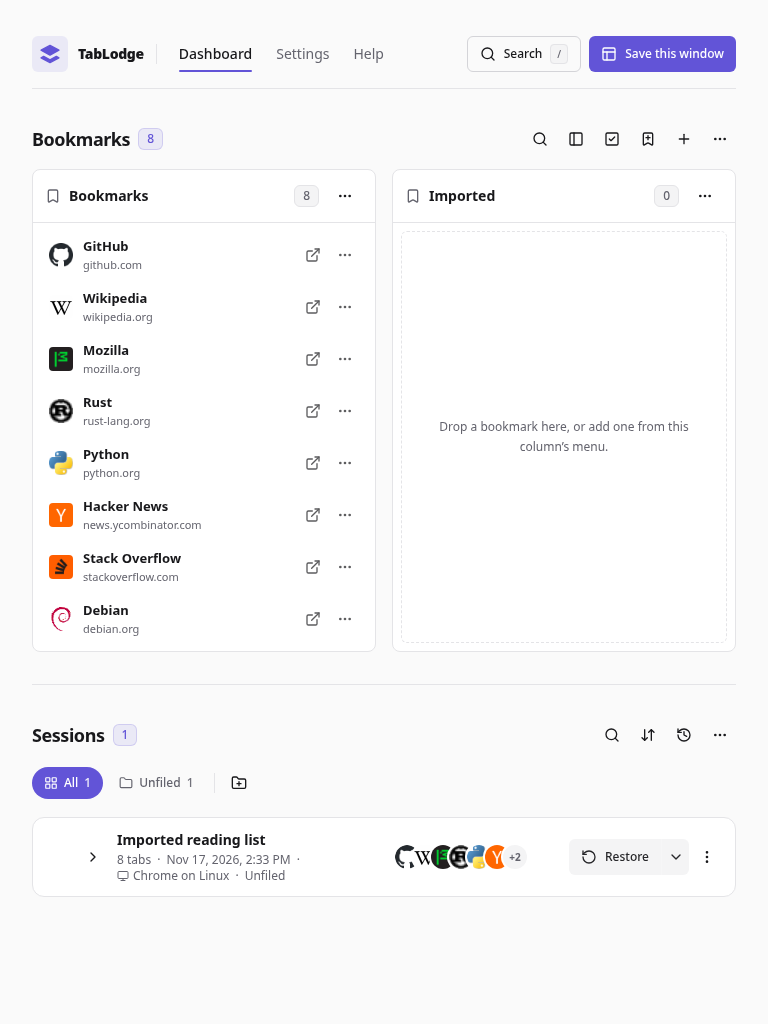 TabLodge
Dashboard
Settings
Help
Search /
Save this window
Bookmarks 8
Bookmarks 8
GitHub
github.com
Wikipedia
wikipedia.org
Mozilla
mozilla.org
Rust
rust-lang.org
Python
python.org
Hacker News
news.ycombinator.com
Stack Overflow
stackoverflow.com
Debian
debian.org
Imported 0
Drop a bookmark here, or add one from this
column’s menu.
Sessions 1
All 1
Unfiled 1
Imported reading list
8 tabs · Nov 17, 2026, 2:33 PM ·
Chrome on Linux · Unfiled
+2
Restore